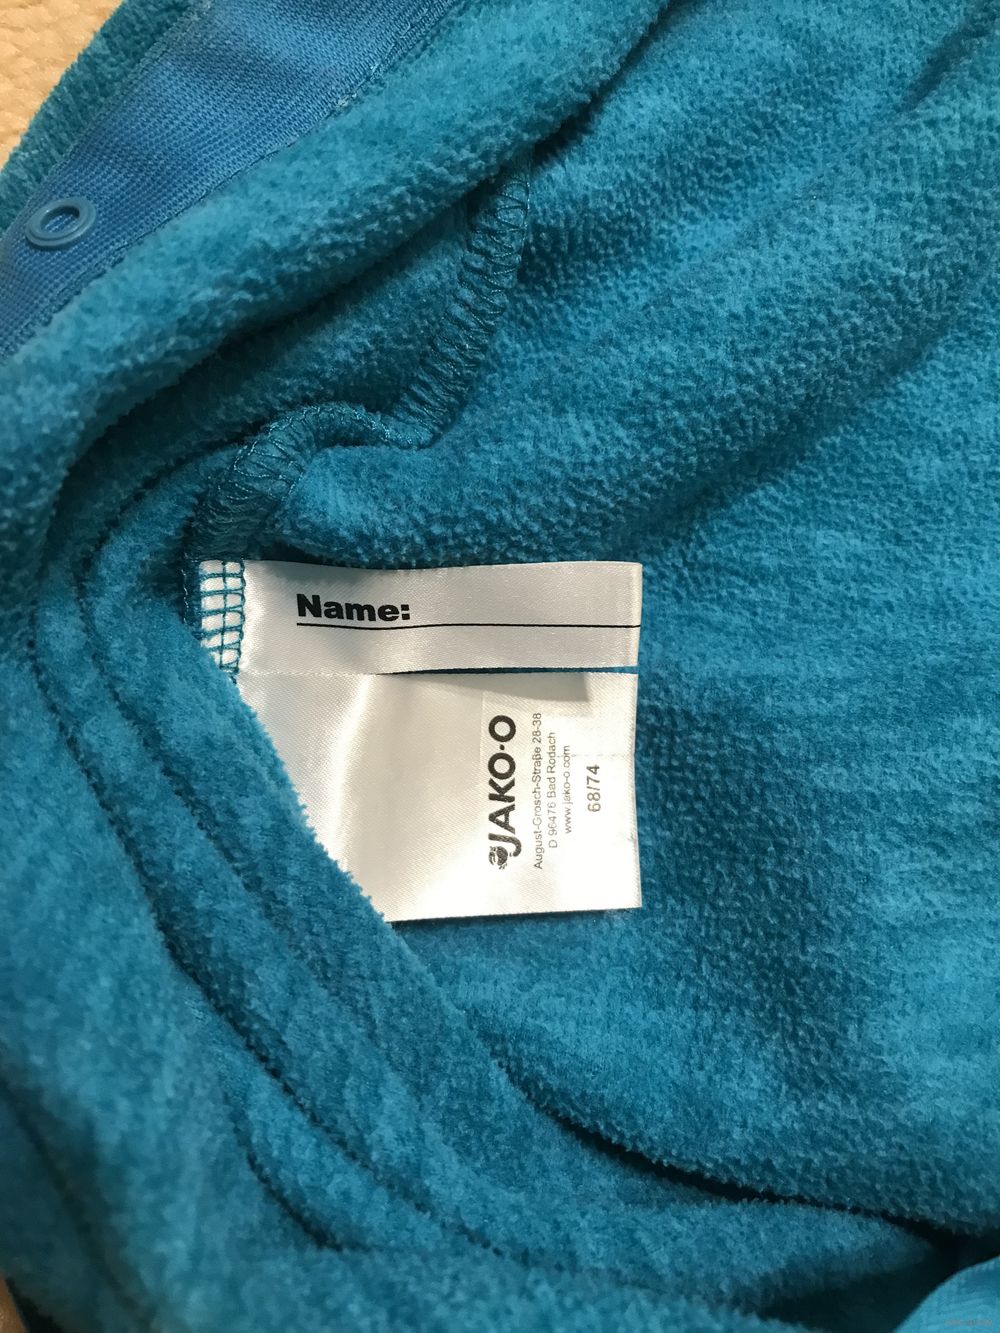 Name:
JAKO-O
August-Grosch-Straße 28-38
D 96476 Bad Rodach
www.jako-o.com
68/74